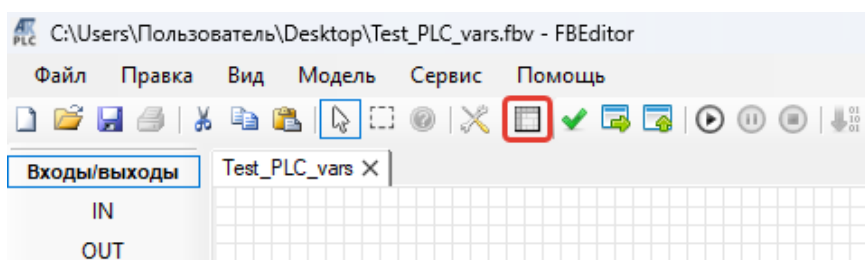 C:\Users\Пользователь\Desktop\Test_PLC_vars.fbv - FBEditor
Файл Правка Вид Модель Сервис Помощь
Входы/выходы Test_PLC_vars
IN
OUT